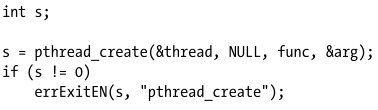 int s;
s = pthread_create(&thread, NULL, func, &arg);
if (s != 0)
    errExitEN(s, "pthread_create");